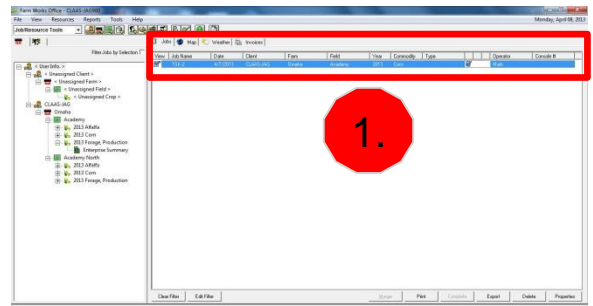 Farm Works Office - CLAAS-JAG980
File View Resources Reports Tools Help Monday, April 08, 2013
Job/Resource Tools
Jobs Map Weather Invoices
Filter Jobs by Selection
View Job Name Date Client Farm Field Year Commodity Type Operator Console #
4/7/2013 CLAAS-JAG Omaha Academy 2013 Corn Mark
< User Info. >
< Unassigned Client >
< Unassigned Farm >
< Unassigned Field >
< Unassigned Crop >
CLAAS-JAG
Omaha
Academy
2013 Alfalfa
2013 Corn
2013 Forage, Production
Enterprise Summary
Academy North
2013 Alfalfa
2013 Corn
2013 Forage, Production
1.
Clear Filter Edit Filter Print Complete Export Delete Properties